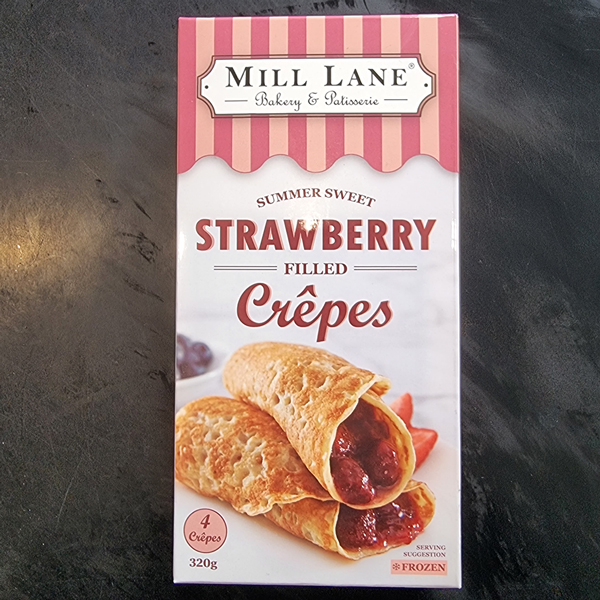 MILL LANE®
Bakery & Patisserie
SUMMER SWEET
STRAWBERRY
FILLED
Crêpes
4
Crêpes
320g
SERVING
SUGGESTION
❄FROZEN